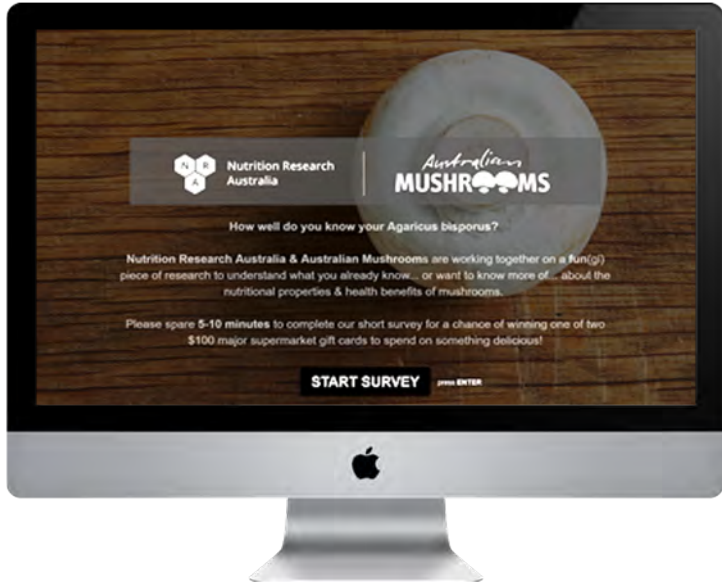 N R A
Nutrition Research
Australia
Australian
MUSHROOMS
How well do you know your Agaricus bisporus?
Nutrition Research Australia & Australian Mushrooms are working together on a fun(gi)
piece of research to understand what you already know... or want to know more of... about the
nutritional properties & health benefits of mushrooms.
Please spare 5-10 minutes to complete our short survey for a chance of winning one of two
$100 major supermarket gift cards to spend on something delicious!
START SURVEY press ENTER